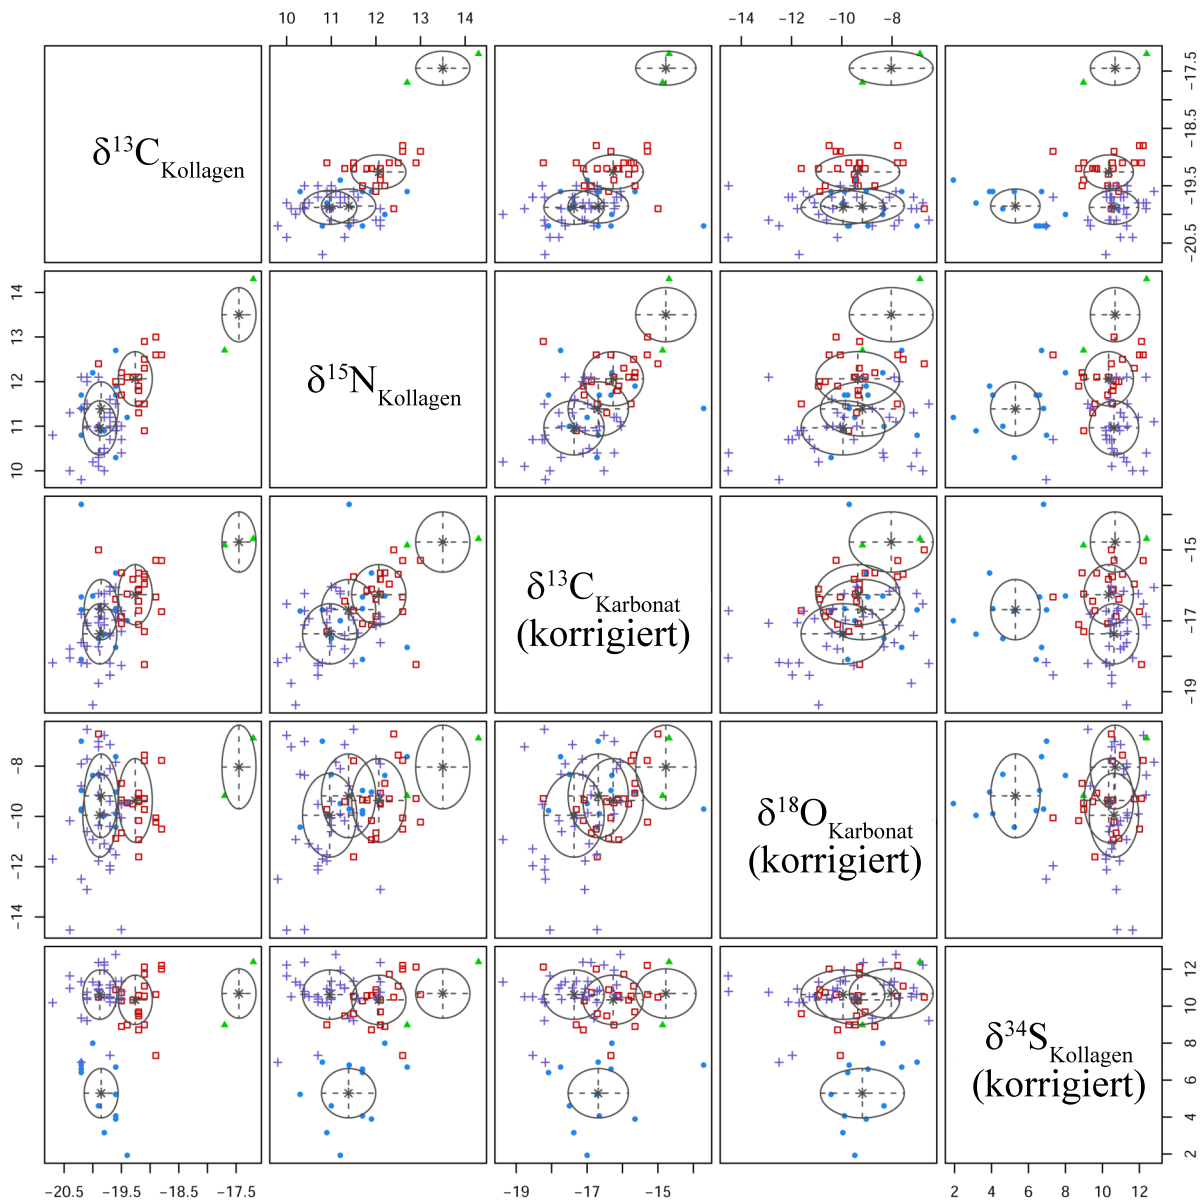 10 11 12 13 14 −14 −12 −10 −8
δ13CKollagen
−20.5 −19.5 −18.5 −17.5
10 11 12 13 14
δ15NKollagen
δ13CKarbonat
(korrigiert)
−19 −17 −15
−14 −12 −10 −8
δ18OKarbonat
(korrigiert)
δ34SKollagen
(korrigiert)
2 4 6 8 10 12
−20.5 −19.5 −18.5 −17.5 −19 −17 −15 2 4 6 8 10 12